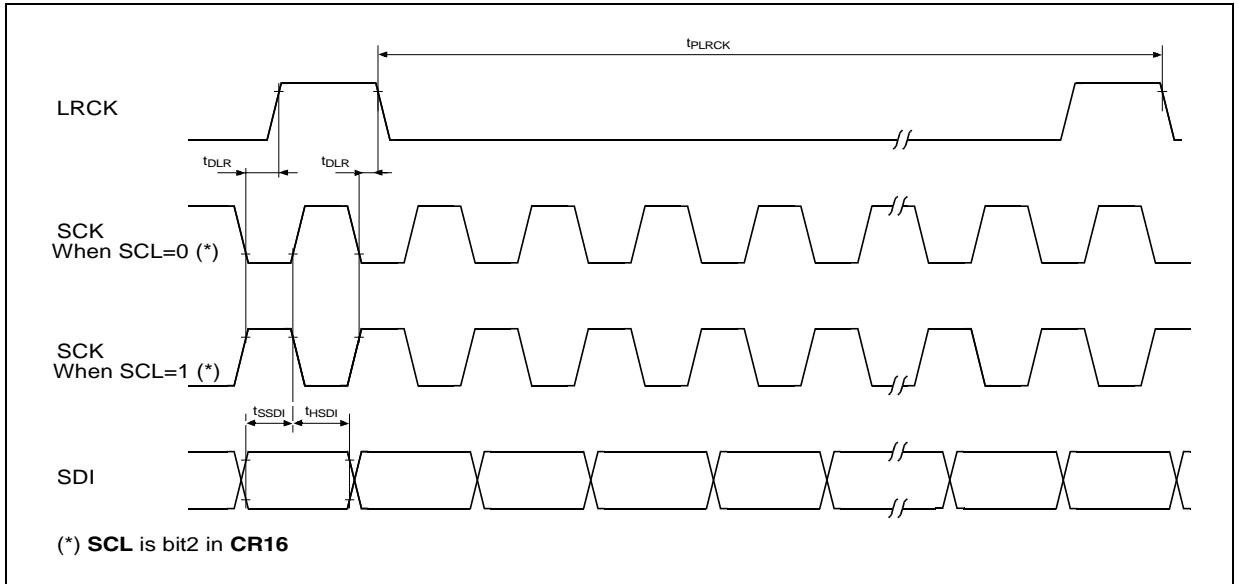 tPLRCK
LRCK
tDLR
tDLR
SCK
When SCL=0 (*)
SCK
When SCL=1 (*)
tSSDI
tHSDI
SDI
(*) SCL is bit2 in CR16